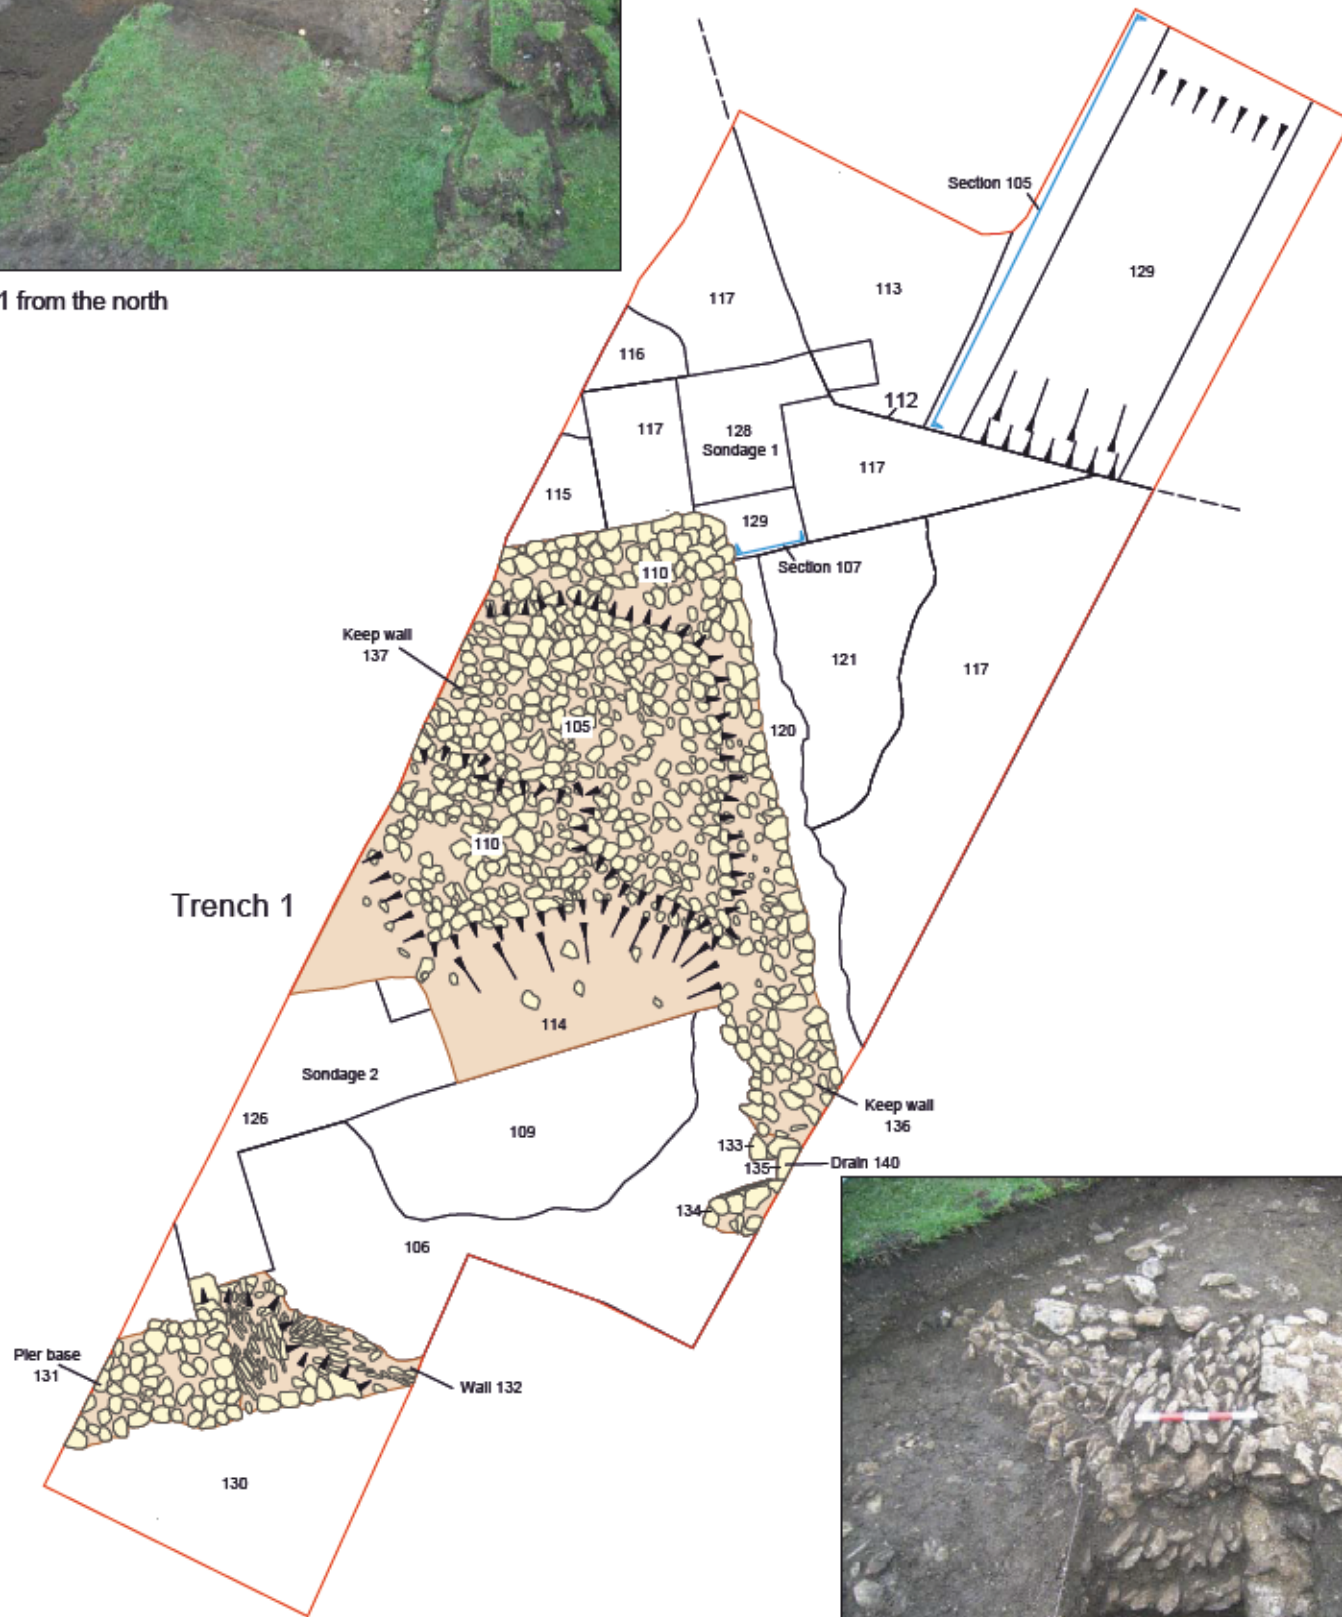 1 from the north
Section 105
129
117
113
116
112
117
128
Sondage 1
117
115
129
110
Section 107
Keep wall
137
121
117
105
120
110
Trench 1
114
Sondage 2
126
109
Keep wall
136
133
135
Drain 140
134
106
Pier base
131
Wall 132
130